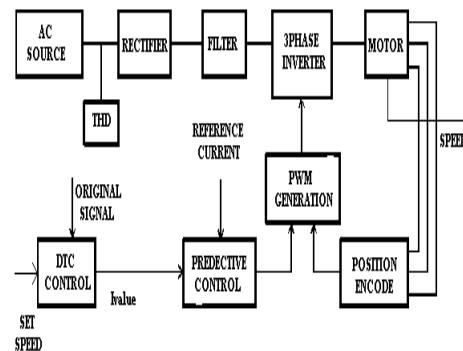 AC
SOURCE
RECTIFIER
FILTER
3PHASE
INVERTER
MOTOR
THD
SPEED
REFERENCE
CURRENT
PWM
GENERATION
ORIGINAL
SIGNAL
DTC
CONTROL
Ivalue
PREDECTIVE
CONTROL
POSITION
ENCODE
SET
SPEED